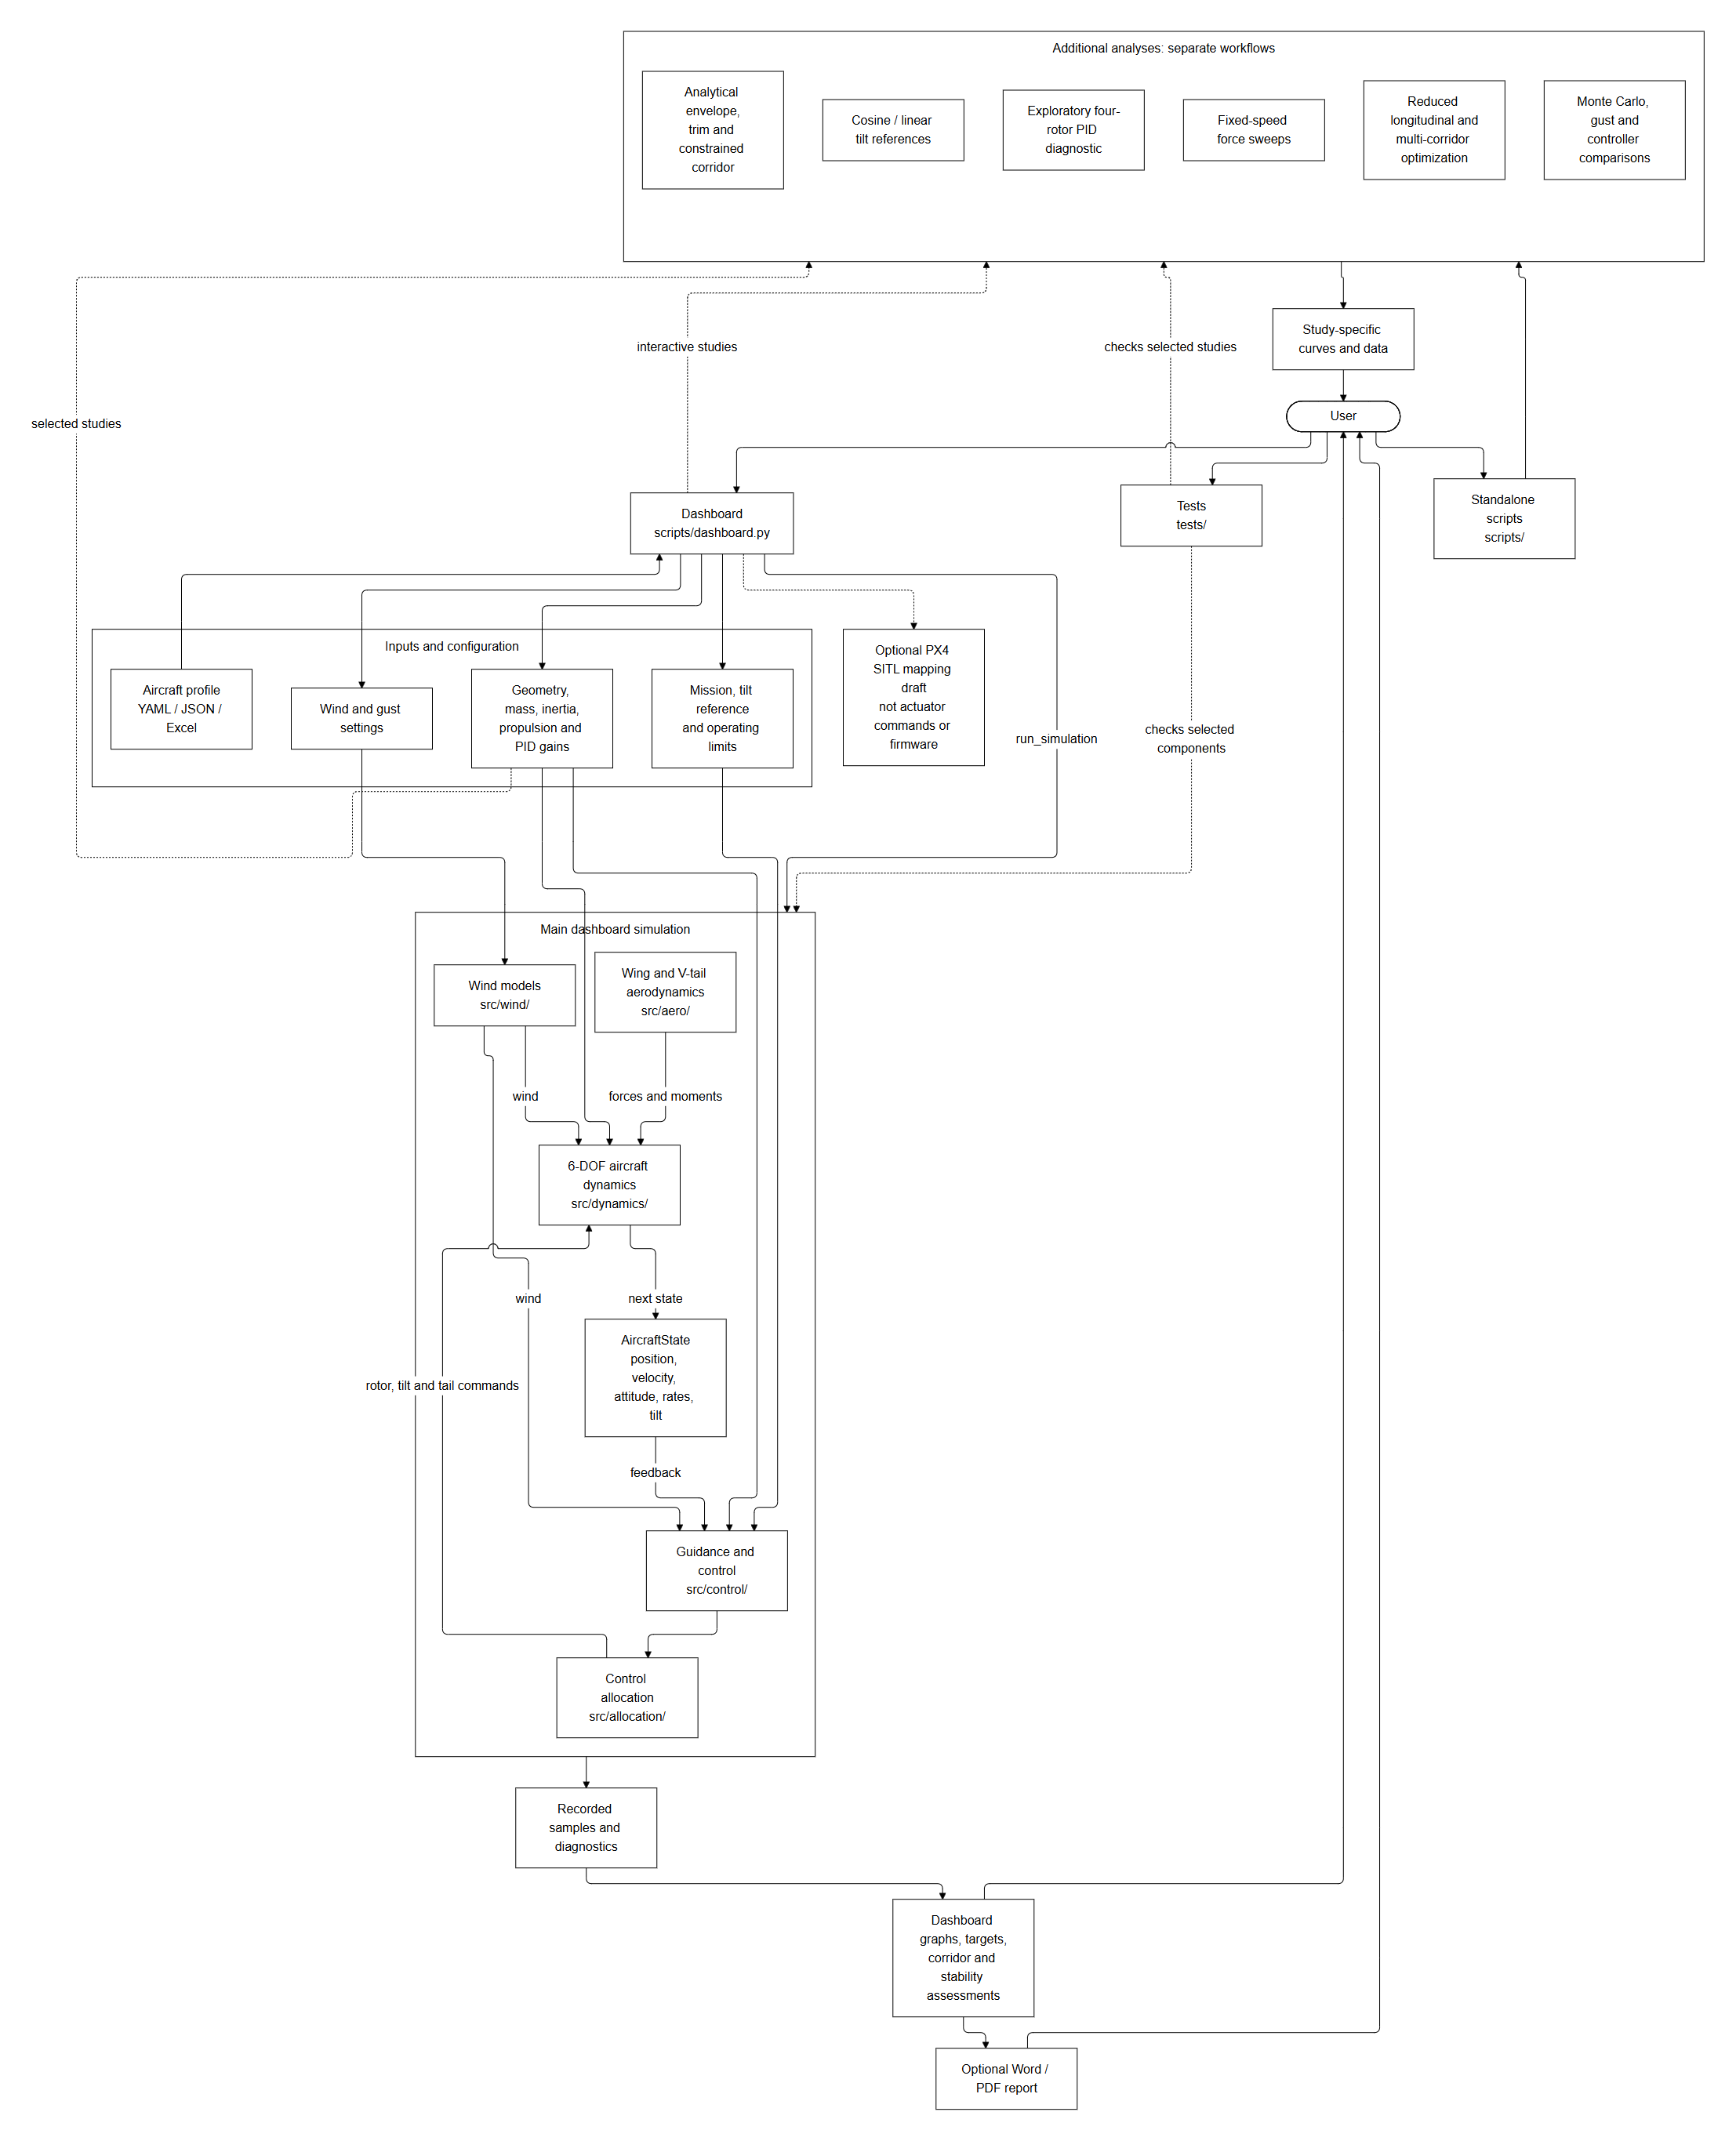 Additional analyses: separate workflows
Analytical
envelope,
trim and
constrained
corridor
Cosine / linear
tilt references
Exploratory four-
rotor PID
diagnostic
Fixed-speed
force sweeps
Reduced
longitudinal and
multi-corridor
optimization
Monte Carlo,
gust and
controller
comparisons
Study-specific
curves and data
interactive studies
checks selected studies
User
selected studies
Dashboard
scripts/dashboard.py
Tests
tests/
Standalone
scripts
scripts/
Inputs and configuration
Aircraft profile
YAML / JSON /
Excel
Wind and gust
settings
Geometry,
mass, inertia,
propulsion and
PID gains
Mission, tilt
reference
and operating
limits
Optional PX4
SITL mapping
draft
not actuator
commands or
firmware
run_simulation
checks selected
components
Main dashboard simulation
Wind models
src/wind/
Wing and V-tail
aerodynamics
src/aero/
wind
forces and moments
6-DOF aircraft
dynamics
src/dynamics/
wind
next state
AircraftState
position,
velocity,
attitude, rates,
tilt
rotor, tilt and tail commands
feedback
Guidance and
control
src/control/
Control
allocation
src/allocation/
Recorded
samples and
diagnostics
Dashboard
graphs, targets,
corridor and
stability
assessments
Optional Word /
PDF report